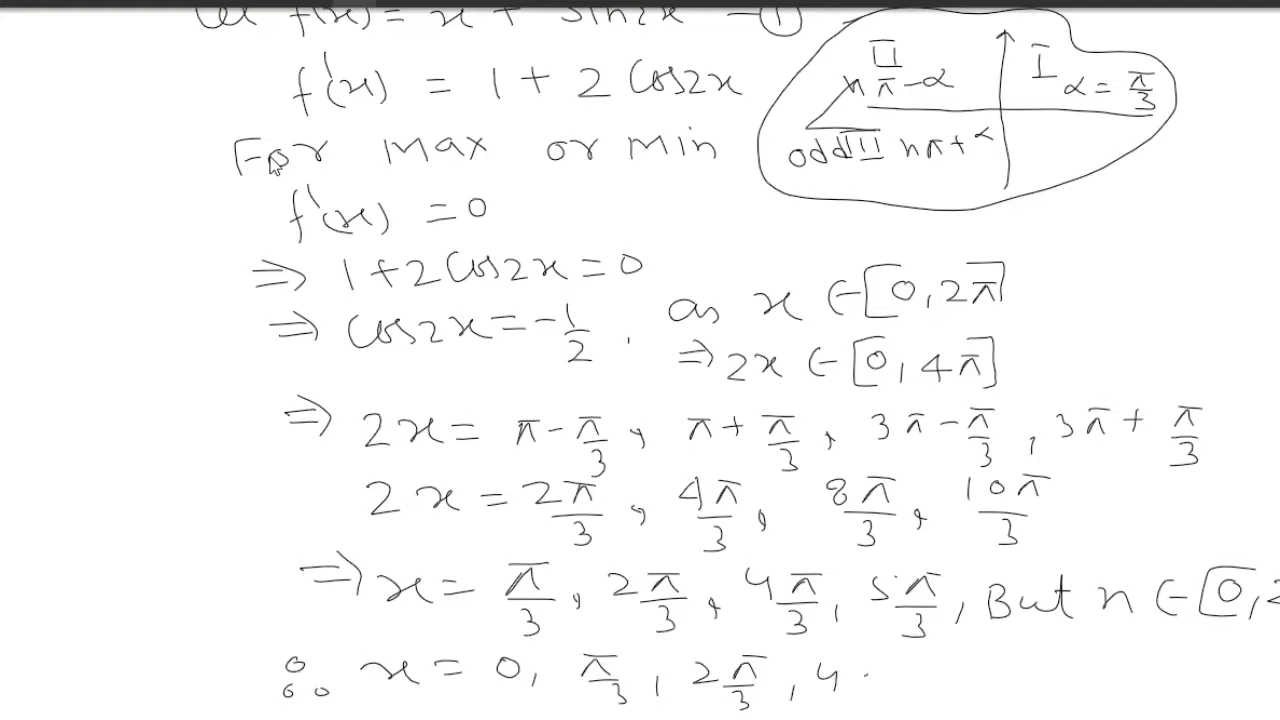 Let f(x) = x + sin2x —①
f'(x) = 1 + 2 Cos2x
II
nπ-α
I
α = π/3
odd III nπ+α
For Max or Min
f'(x) = 0
⇒ 1+2Cos2x = 0
⇒ Cos2x = -1/2 . as x ∈ [0, 2π]
⇒ 2x ∈ [0, 4π]
⇒ 2x = π - π/3, π + π/3, 3π - π/3, 3π + π/3
2x = 2π/3, 4π/3, 8π/3, 10π/3
⇒ x = π/3, 2π/3, 4π/3, 5π/3, But x ∈ [0, 2
∴ x = 0, π/3, 2π/3, 4